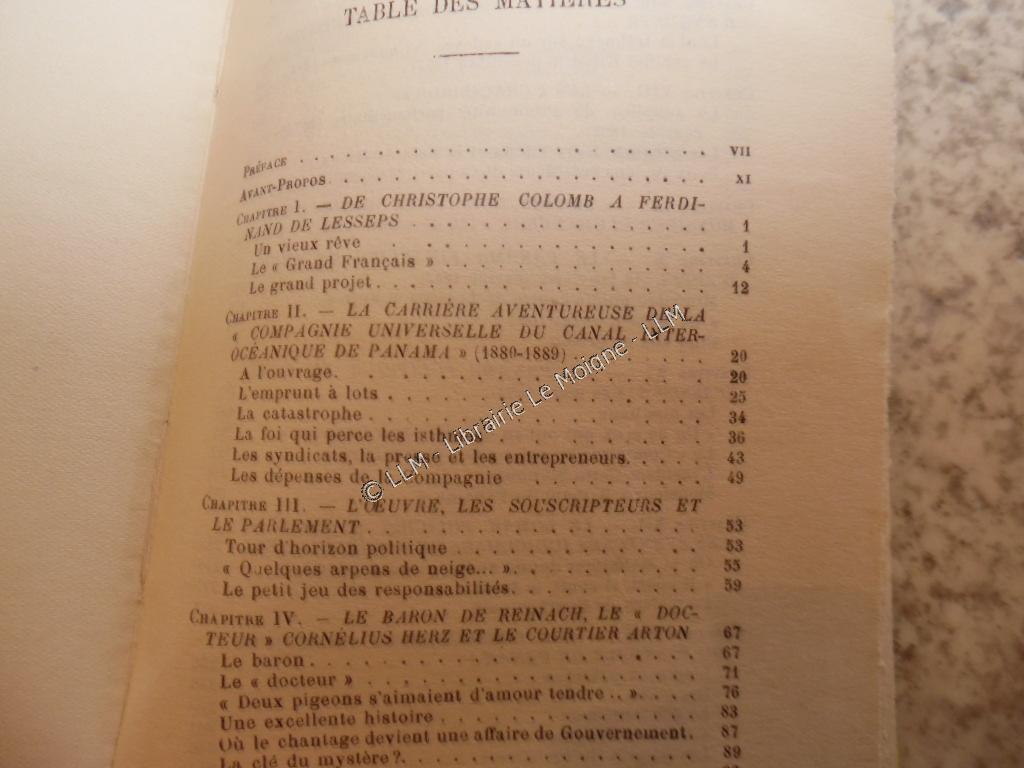 TABLE DES MATIÈRES
PRÉFACE . . . . . . . . . . . . . . . . . . . VII
AVANT-PROPOS . . . . . . . . . . . . . . . . . XI
CHAPITRE I. — DE CHRISTOPHE COLOMB A FERDI-
NAND DE LESSEPS . . . . . . . . . . . . . . 1
Un vieux rêve . . . . . . . . . . . . . . 1
Le « Grand Français » . . . . . . . . . . . . 4
Le grand projet . . . . . . . . . . . . . . 12
CHAPITRE II. — LA CARRIÈRE AVENTUREUSE DE LA
« COMPAGNIE UNIVERSELLE DU CANAL INTER-
OCÉANIQUE DE PANAMA » (1880-1889) . . . . . . 20
A l'ouvrage. . . . . . . . . . . . . . . 20
L'emprunt à lots . . . . . . . . . . . . . 25
La catastrophe . . . . . . . . . . . . . . 34
La foi qui perce les isthmes . . . . . . . . . 36
Les syndicats, la presse et les entrepreneurs. . . . . 43
Les dépenses de la Compagnie . . . . . . . . 49
CHAPITRE III. — L'ŒUVRE, LES SOUSCRIPTEURS ET
LE PARLEMENT . . . . . . . . . . . . . . 53
Tour d'horizon politique . . . . . . . . . . 53
« Quelques arpens de neige... ». . . . . . . . . 55
Le petit jeu des responsabilités. . . . . . . . . 59
CHAPITRE IV. — LE BARON DE REINACH, LE « DOC-
TEUR » CORNÉLIUS HERZ ET LE COURTIER ARTON 67
Le baron . . . . . . . . . . . . . . . . 67
Le « docteur » . . . . . . . . . . . . . . 71
« Deux pigeons s'aimaient d'amour tendre... ». . . . 76
Une excellente histoire . . . . . . . . . . . 83
Où le chantage devient une affaire de Gouvernement. 87
La clé du mystère ?. . . . . . . . . . . . . 89
© LLM - Librairie Le Moigne - LLM